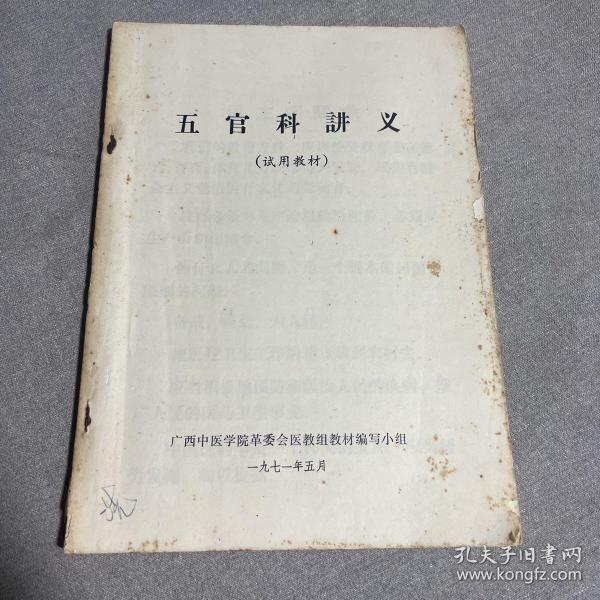 五官科講义
(试用教材)
广西中医学院革委会医教组教材编写小组
一九七一年五月
孔夫子旧书网
www.kongfz.com